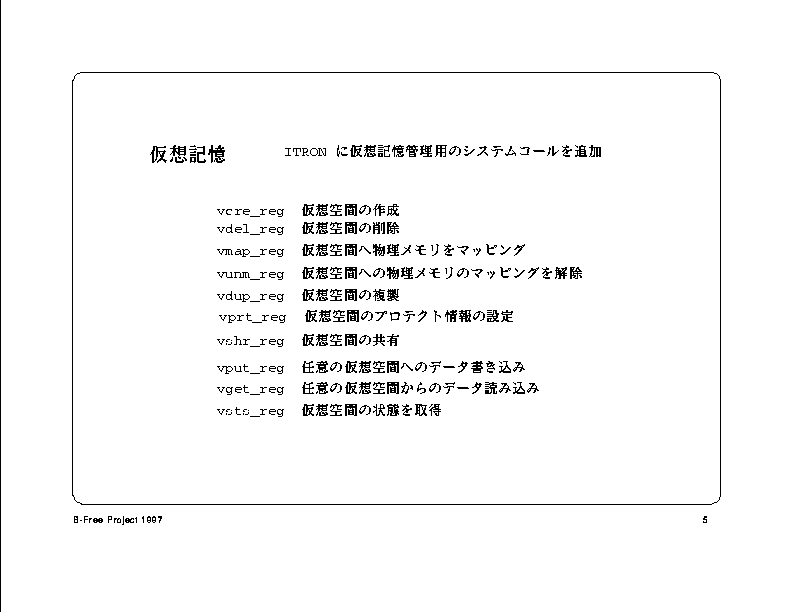 仮想記憶 ITRON に仮想記憶管理用のシステムコールを追加
vcre_reg 仮想空間の作成
vdel_reg 仮想空間の削除
vmap_reg 仮想空間へ物理メモリをマッピング
vunm_reg 仮想空間への物理メモリのマッピングを解除
vdup_reg 仮想空間の複製
vprt_reg 仮想空間のプロテクト情報の設定
vshr_reg 仮想空間の共有
vput_reg 任意の仮想空間へのデータ書き込み
vget_reg 任意の仮想空間からのデータ読み込み
vsts_reg 仮想空間の状態を取得
B-Free Project 1997 5